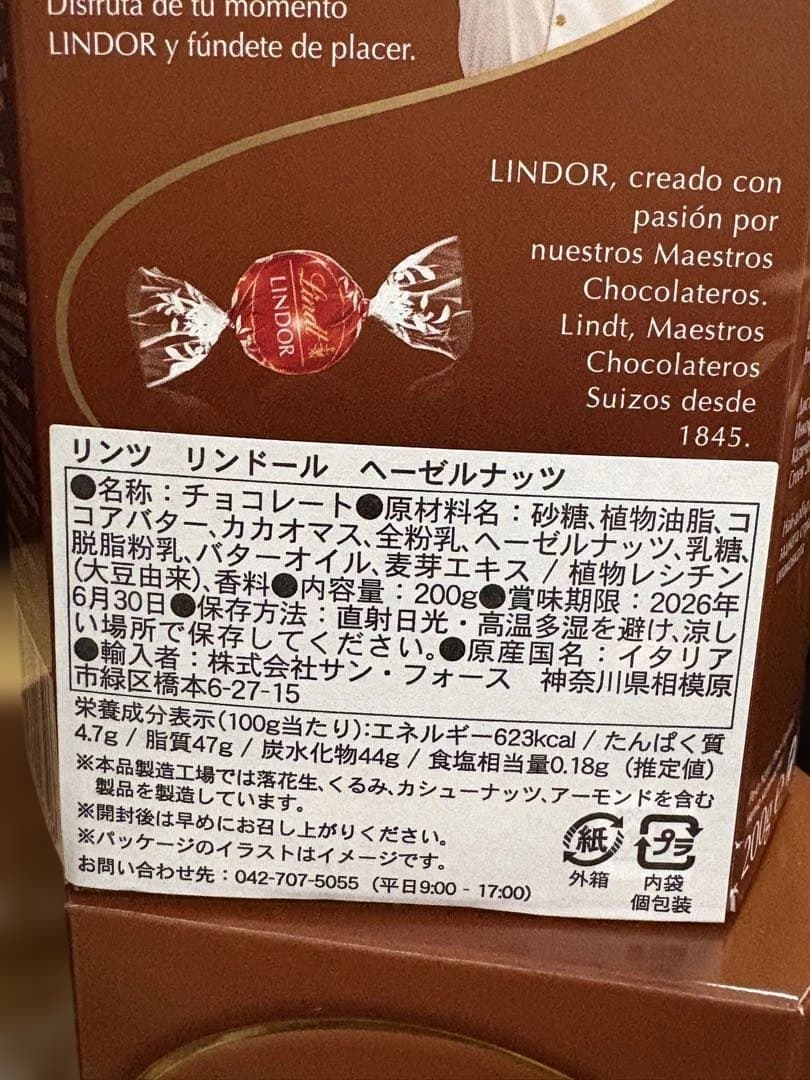 Disfruta de tu momento
LINDOR y fúndete de placer.
LINDOR, creado con
pasión por
nuestros Maestros
Chocolateros.
Lindt, Maestros
Chocolateros
Suizos desde
1845.
Lindt
LINDOR
リンツ リンドール ヘーゼルナッツ
●名称：チョコレート●原材料名：砂糖、植物油脂、コ
コアバター、カカオマス、全粉乳、ヘーゼルナッツ、乳糖、
脱脂粉乳、バターオイル、麦芽エキス / 植物レシチン
(大豆由来)、香料●内容量：200g●賞味期限：2026年
6月30日●保存方法：直射日光・高温多湿を避け、涼し
い場所で保存してください。●原産国名：イタリア
●輸入者：株式会社サン・フォース 神奈川県相模原
市緑区橋本6-27-15
栄養成分表示(100g当たり):エネルギー623kcal / たんぱく質
4.7g / 脂質47g / 炭水化物44g / 食塩相当量0.18g (推定値)
※本品製造工場では落花生、くるみ、カシューナッツ、アーモンドを含む
製品を製造しています。
※開封後は早めにお召し上がりください。
※パッケージのイラストはイメージです。
お問い合わせ先：042-707-5055 (平日9:00 - 17:00)
紙
外箱
プラ
内袋
個包装
200g